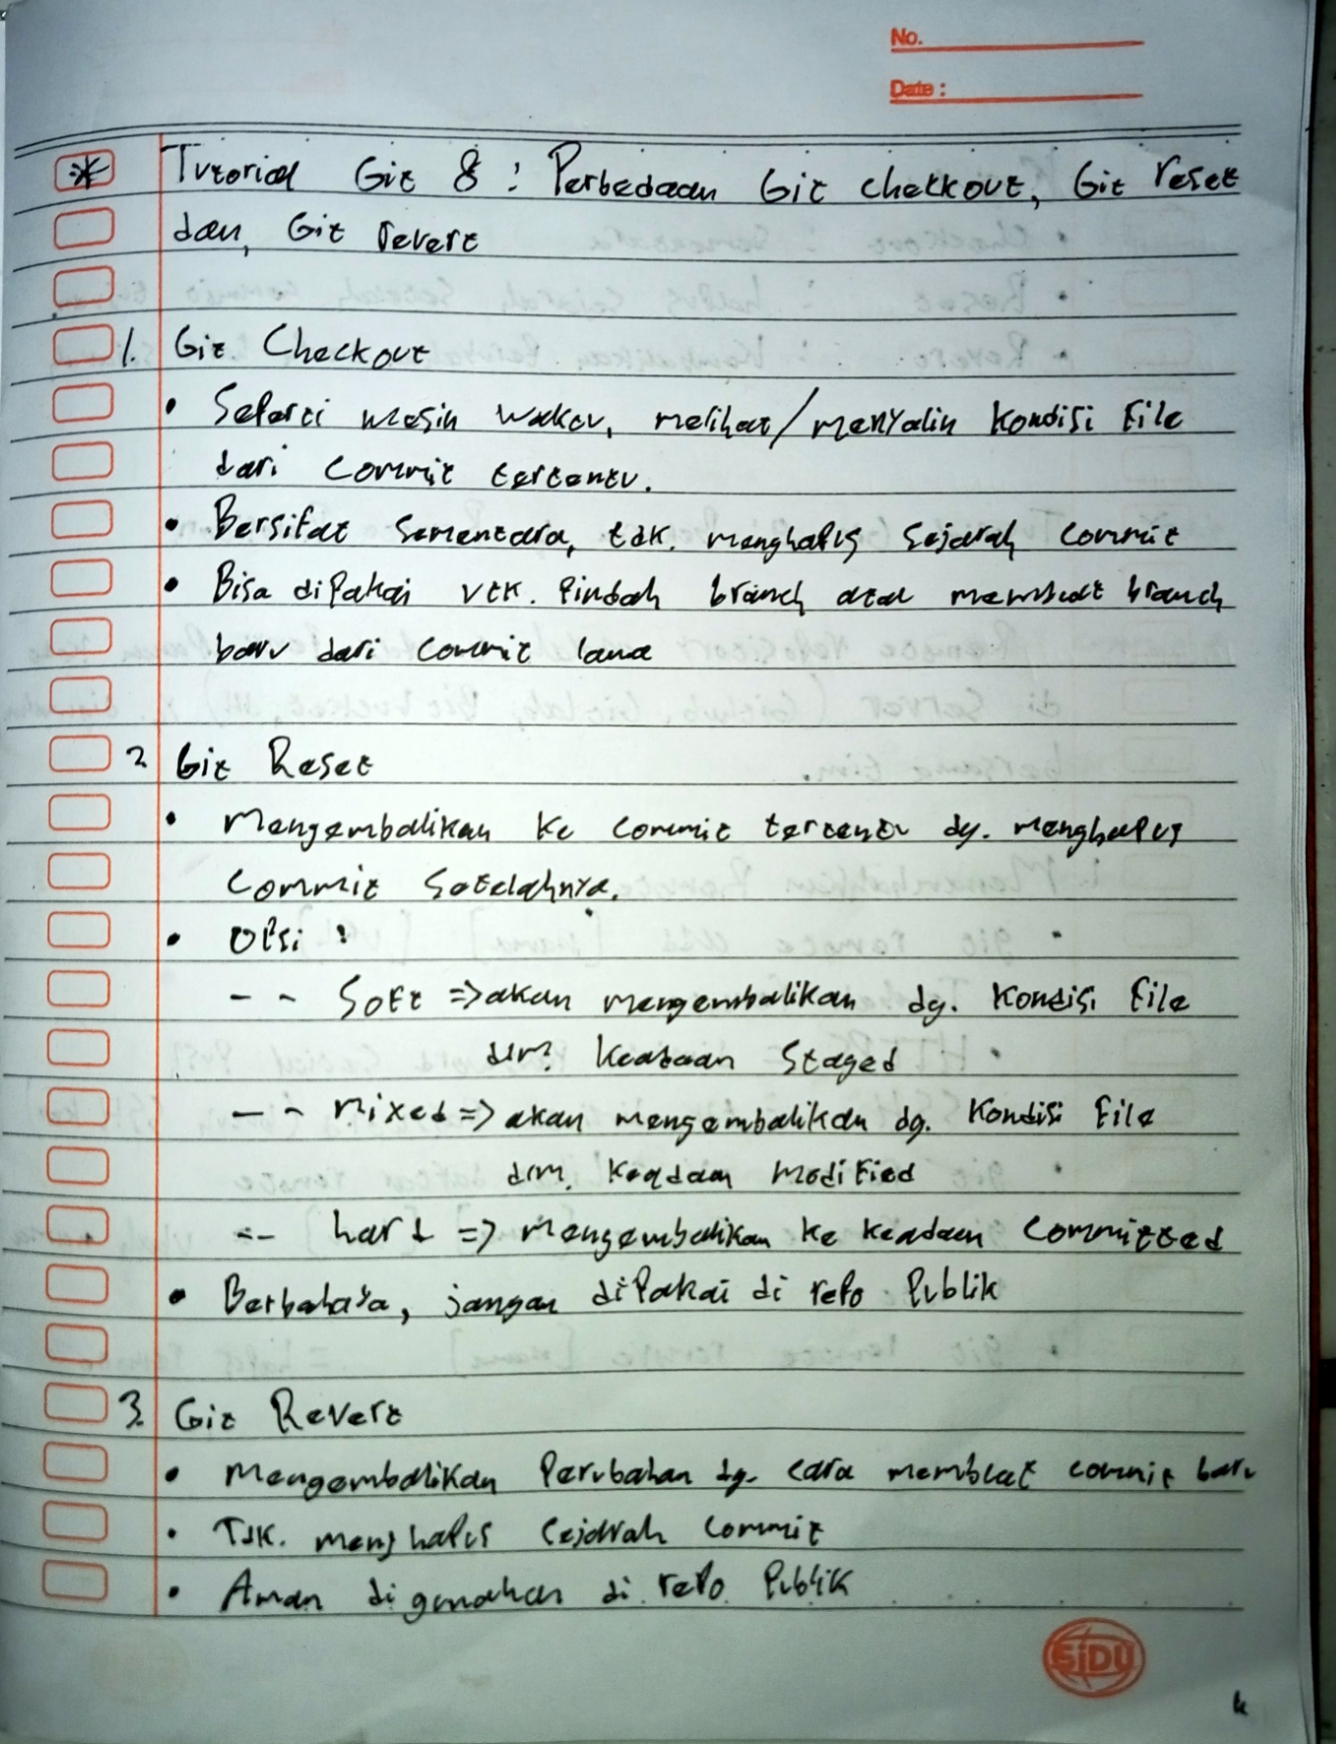 No.
Date :
* Tutorial Git 8 : Perbedaan Git checkout, Git reset
dan, Git revert
1. Git Checkout
• Seperti mesin waktu, melihat/menyalin kondisi file
dari commit tertentu.
• Bersifat sementara, tdk. menghapus sejarah commit
• Bisa dipakai utk. pindah branch atau membuat branch
baru dari commit lama
2. Git Reset
• Mengembalikan ke commit tertentu dg. menghapus
commit setelahnya.
• Opsi :
-- Soft => akan mengembalikan dg. kondisi file
dlm. keadaan Staged
-- mixed => akan mengembalikan dg. kondisi file
dlm. keadaan modified
-- hard => mengembalikan ke keadaan committed
• Berbahaya, jangan dipakai di repo publik
3. Git Revert
• Mengembalikan perubahan dg. cara membuat commit baru
• Tdk. menghapus sejarah commit
• Aman digunakan di repo publik
SiDU